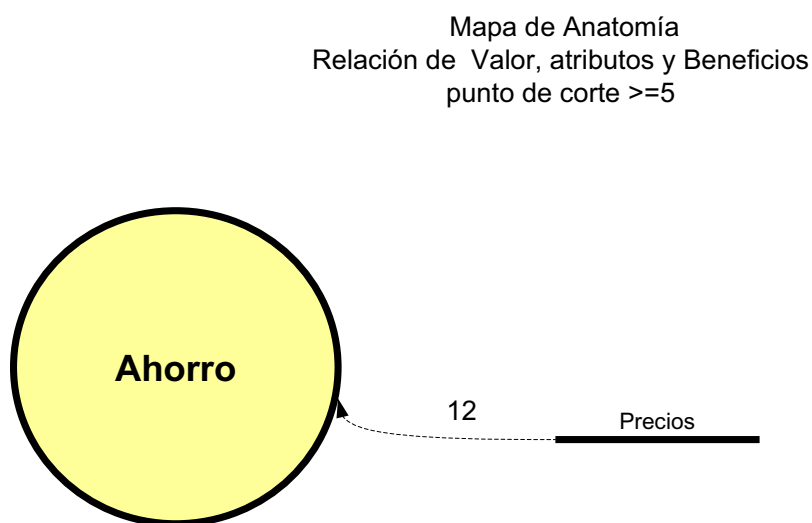 Mapa de Anatomía
Relación de  Valor, atributos y Beneficios
punto de corte >=5
Ahorro
12
Precios